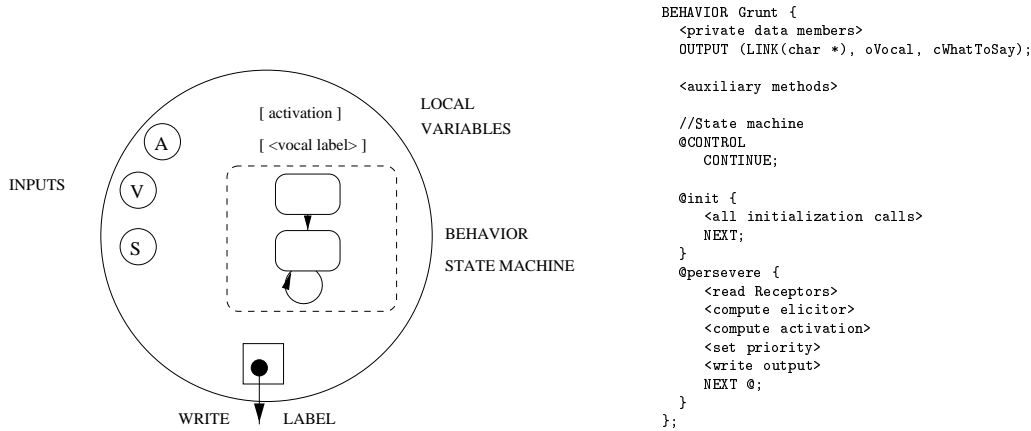 [ activation ]
[ <vocal label> ]
LOCAL
VARIABLES
A
INPUTS
V
S
BEHAVIOR
STATE MACHINE
WRITE LABEL
BEHAVIOR Grunt {
<private data members>
OUTPUT (LINK(char *), oVocal, cWhatToSay);
<auxiliary methods>
//State machine
@CONTROL
CONTINUE;
@init {
<all initialization calls>
NEXT;
}
@persevere {
<read Receptors>
<compute elicitor>
<compute activation>
<set priority>
<write output>
NEXT @;
}
};